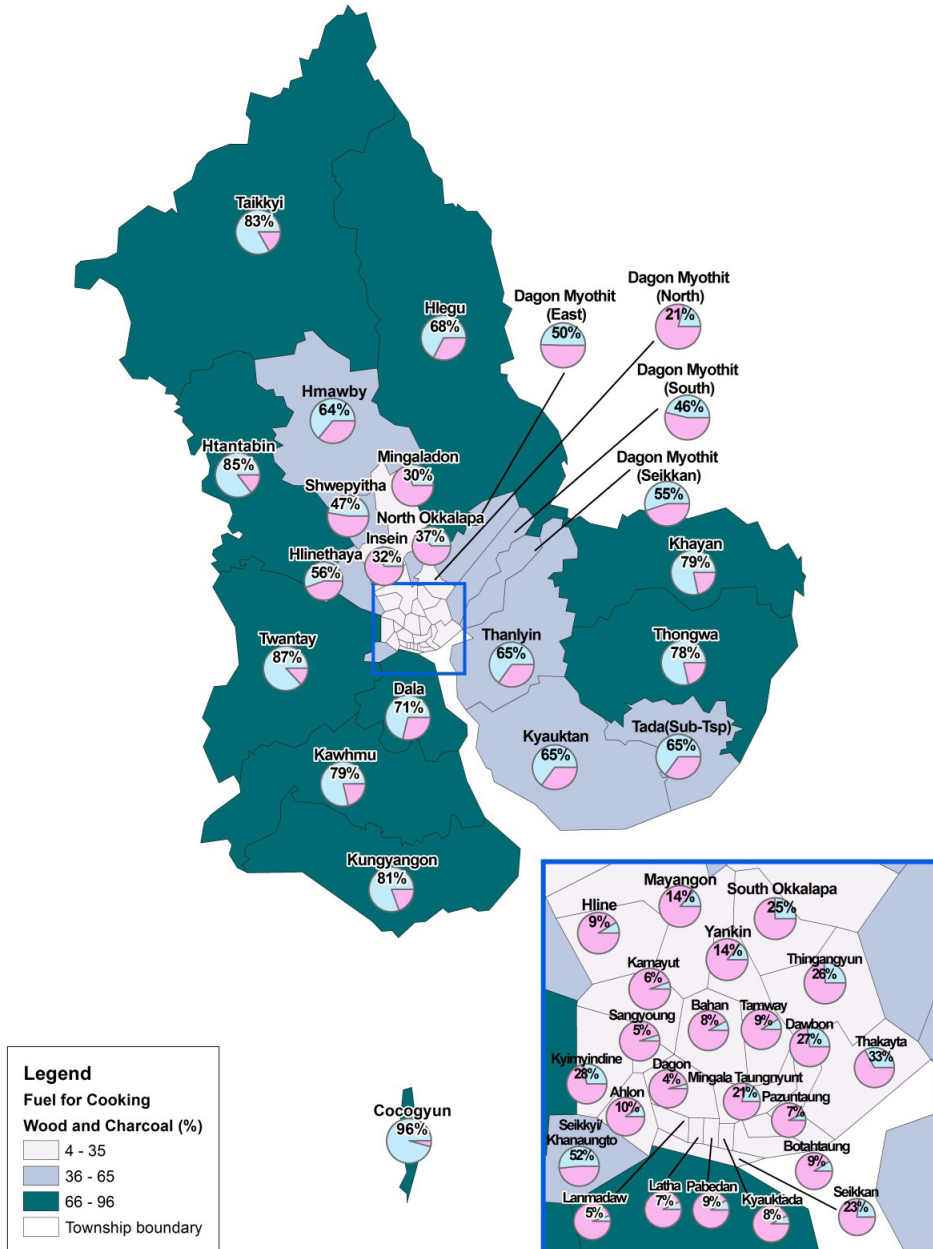 Taikkyi
83%
Hlegu
68%
Dagon Myothit
(East)
50%
Dagon Myothit
(North)
21%
Dagon Myothit
(South)
46%
Dagon Myothit
(Seikkan)
55%
Hmawby
64%
Htantabin
85%
Mingaladon
30%
Shwepyitha
47%
North Okkalapa
37%
Insein
32%
Hlinethaya
56%
Khayan
79%
Thongwa
78%
Thanlyin
65%
Twantay
87%
Dala
71%
Kyauktan
65%
Tada(Sub-Tsp)
65%
Kawhmu
79%
Kungyangon
81%
Cocogyun
96%
Mayangon
14%
South Okkalapa
25%
Hline
9%
Yankin
14%
Thingangyun
26%
Kamayut
6%
Bahan
8%
Tamway
9%
Sangyoung
5%
Dawbon
27%
Thakayta
33%
Kyimyindine
28%
Dagon
4%
Mingala Taungnyunt
21%
Ahlon
10%
Pazuntaung
7%
Seikkyi/
Khanaungto
52%
Botahtaung
9%
Lanmadaw
5%
Latha
7%
Pabedan
9%
Kyauktada
8%
Seikkan
23%
Legend
Fuel for Cooking
Wood and Charcoal (%)
4 - 35
36 - 65
66 - 96
Township boundary